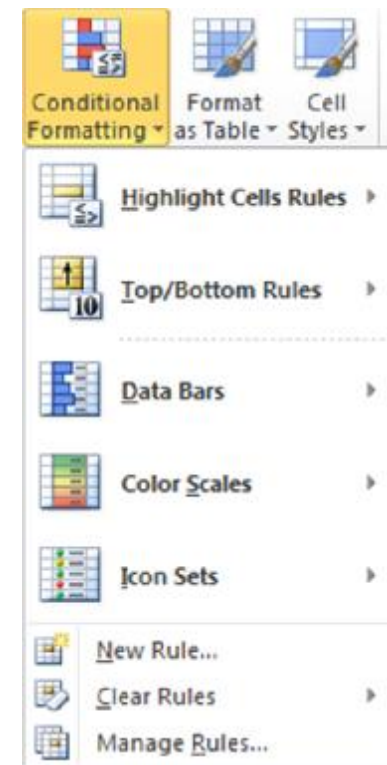 Conditional Formatting
Format as Table
Cell Styles
Highlight Cells Rules
10
Top/Bottom Rules
Data Bars
Color Scales
Icon Sets
New Rule...
Clear Rules
Manage Rules...